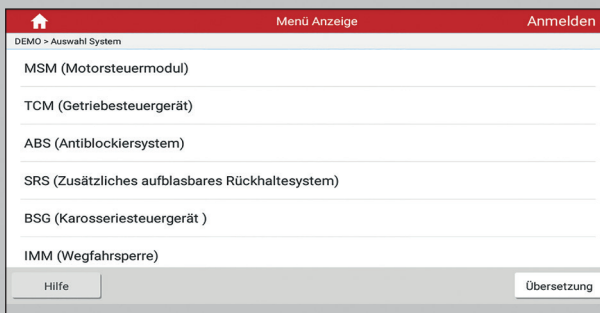 Menü Anzeige
Anmelden
DEMO > Auswahl System
MSM (Motorsteuermodul)
TCM (Getriebesteuergerät)
ABS (Antiblockiersystem)
SRS (Zusätzliches aufblasbares Rückhaltesystem)
BSG (Karosseriesteuergerät )
IMM (Wegfahrsperre)
Hilfe
Übersetzung